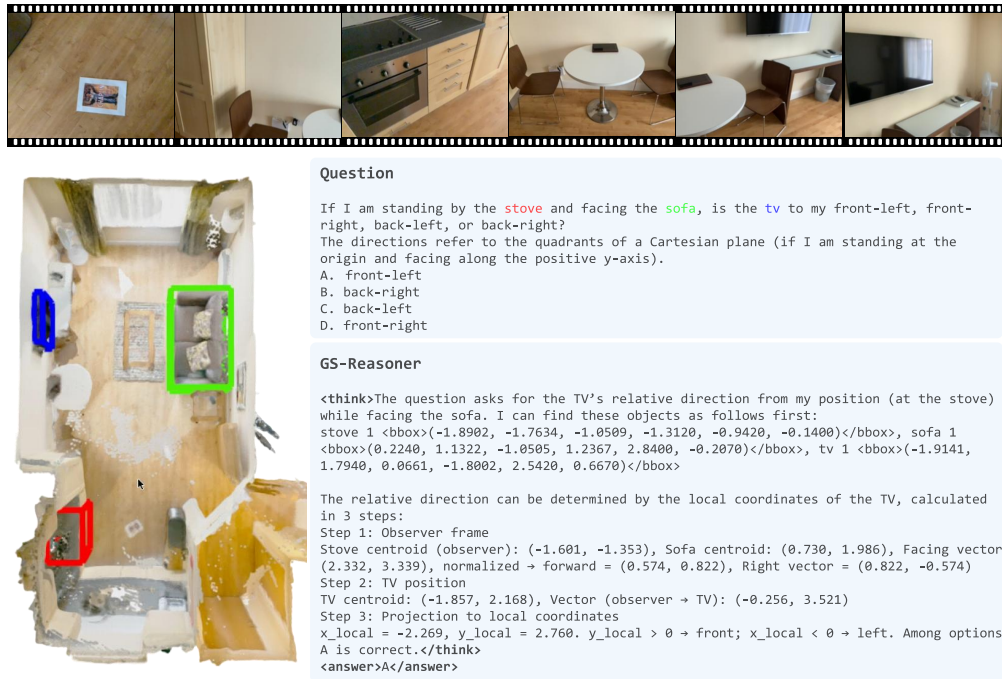 Question
If I am standing by the stove and facing the sofa, is the tv to my front-left, front-
right, back-left, or back-right?
The directions refer to the quadrants of a Cartesian plane (if I am standing at the
origin and facing along the positive y-axis).
A. front-left
B. back-right
C. back-left
D. front-right
GS-Reasoner
<think>The question asks for the TV's relative direction from my position (at the stove)
while facing the sofa. I can find these objects as follows first:
stove 1 <bbox>(-1.8902, -1.7634, -1.0509, -1.3120, -0.9420, -0.1400)</bbox>, sofa 1
<bbox>(0.2240, 1.1322, -1.0505, 1.2367, 2.8400, -0.2070)</bbox>, tv 1 <bbox>(-1.9141,
1.7940, 0.0661, -1.8002, 2.5420, 0.6670)</bbox>
The relative direction can be determined by the local coordinates of the TV, calculated
in 3 steps:
Step 1: Observer frame
Stove centroid (observer): (-1.601, -1.353), Sofa centroid: (0.730, 1.986), Facing vector
(2.332, 3.339), normalized → forward = (0.574, 0.822), Right vector = (0.822, -0.574)
Step 2: TV position
TV centroid: (-1.857, 2.168), Vector (observer → TV): (-0.256, 3.521)
Step 3: Projection to local coordinates
x_local = -2.269, y_local = 2.760. y_local > 0 → front; x_local < 0 → left. Among options
A is correct.</think>
<answer>A</answer>